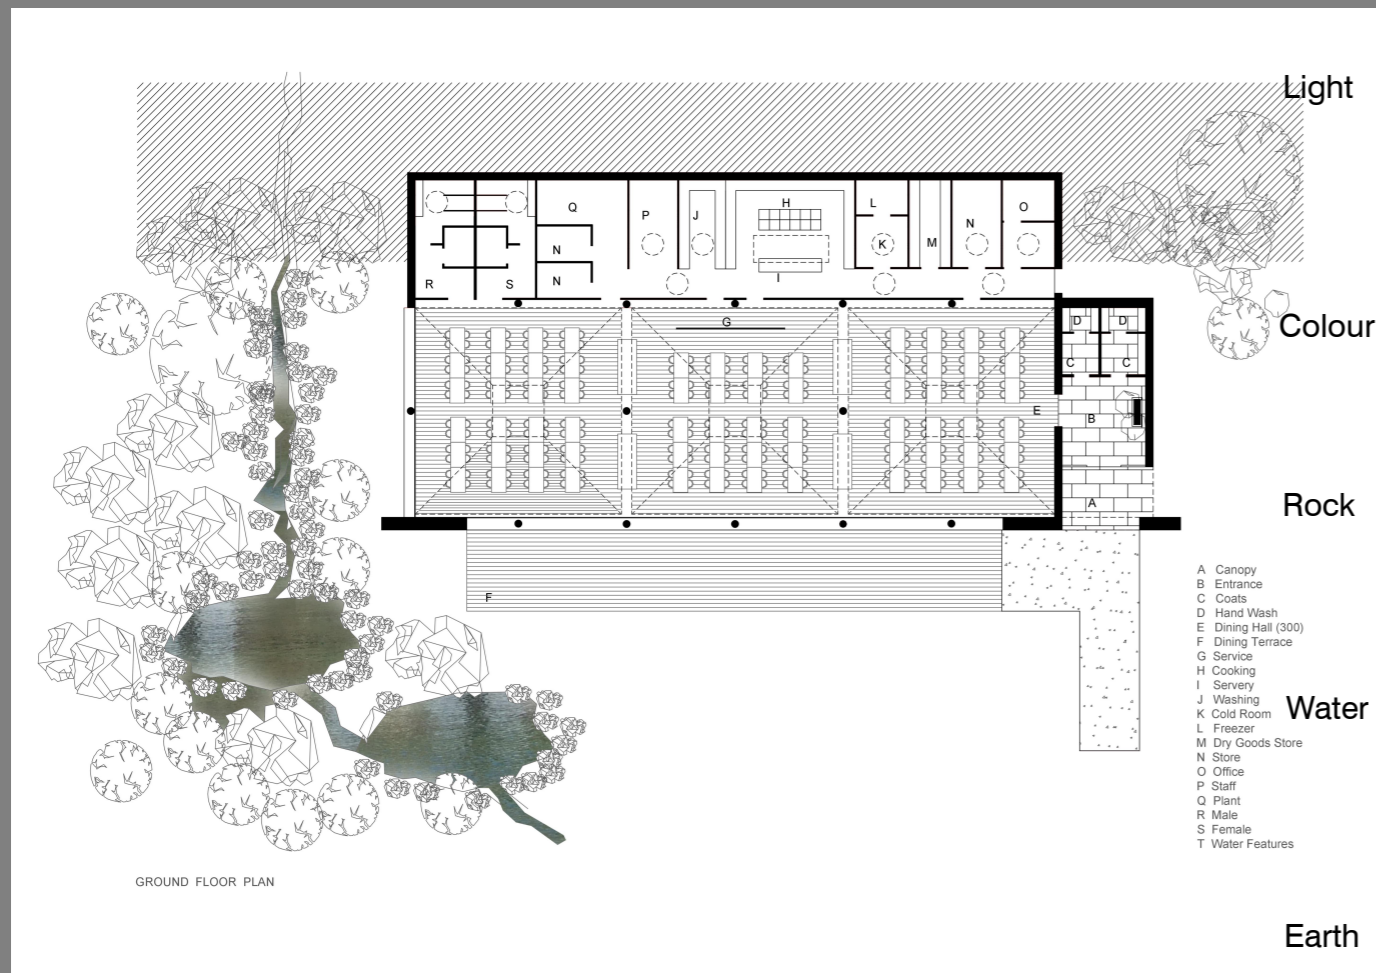 Light
H
L
Q
P
J
O
N
M
N
K
I
N
R
S
G
D
D
Colour
C
C
E
B
A
Rock
F
A Canopy
B Entrance
C Coats
D Hand Wash
E Dining Hall (300)
F Dining Terrace
G Service
H Cooking
I Servery
J Washing
K Cold Room
L Freezer
M Dry Goods Store
N Store
O Office
P Staff
Q Plant
R Male
S Female
T Water Features
Water
GROUND FLOOR PLAN
Earth